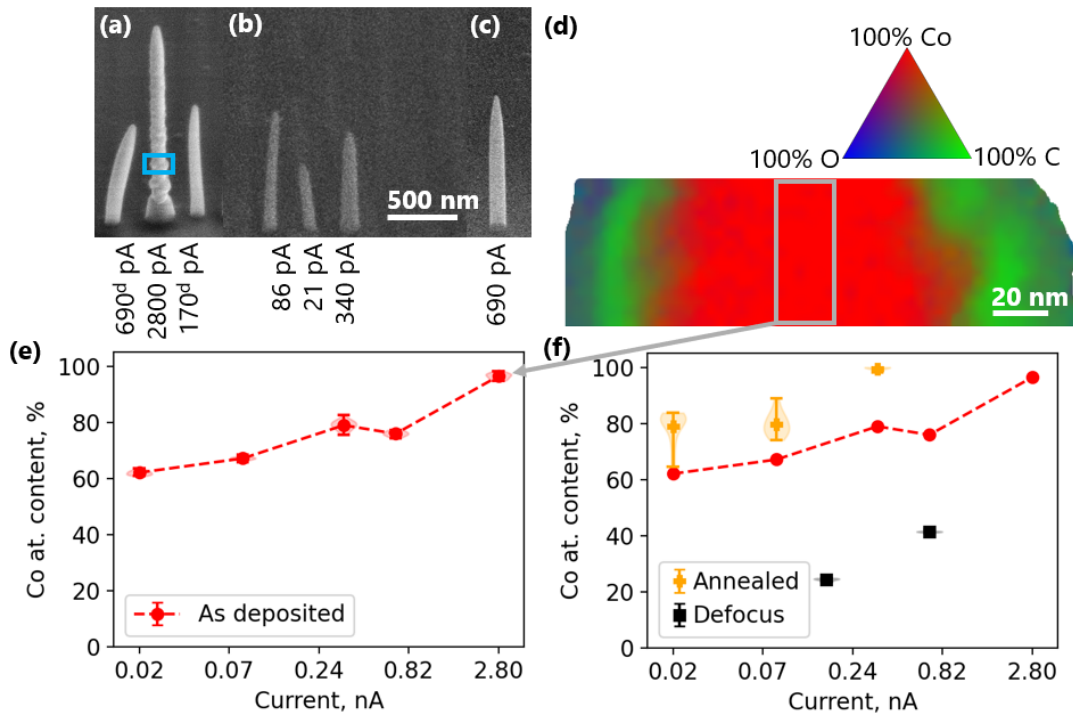 (a)
(b)
(c)
(d)
500 nm
690ᵈ pA
2800 pA
170ᵈ pA
86 pA
21 pA
340 pA
690 pA
100% Co
100% O
100% C
20 nm
(e)
Co at. content, %
100
80
60
40
20
0
As deposited
0.02
0.07
0.24
0.82
2.80
Current, nA
(f)
Co at. content, %
100
80
60
40
20
0
Annealed
Defocus
0.02
0.07
0.24
0.82
2.80
Current, nA